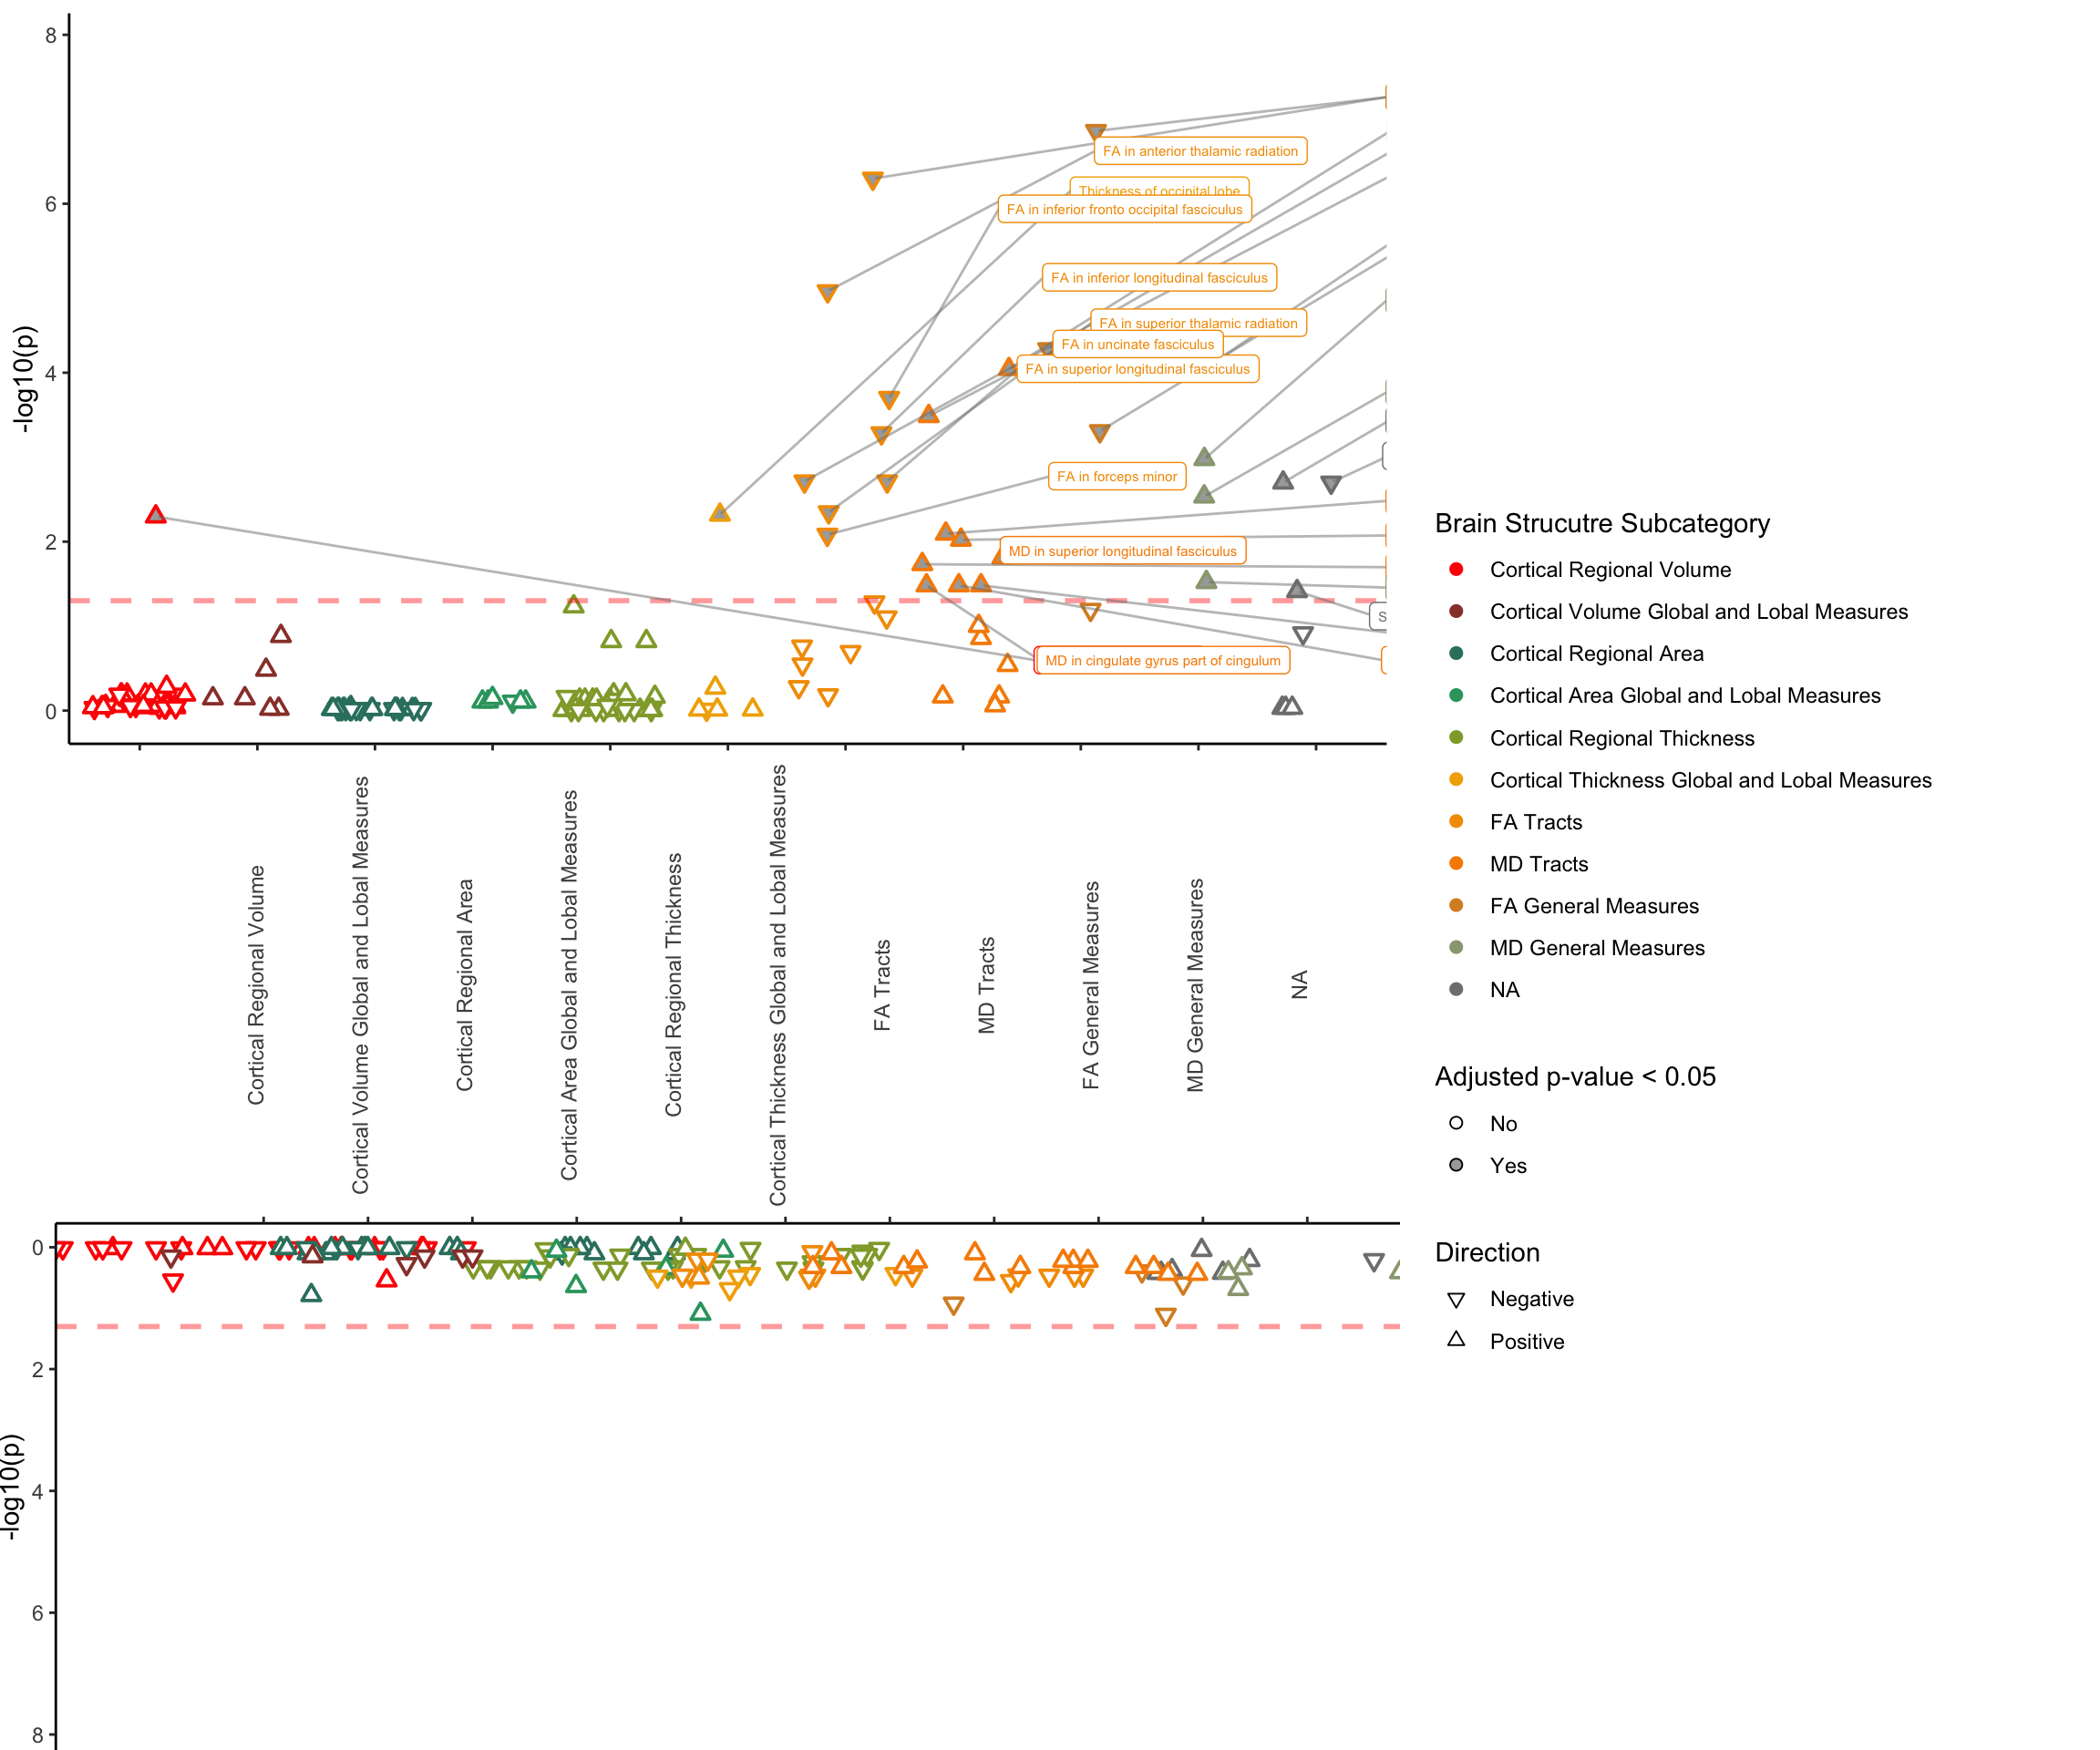 8
6
4
2
0
-log10(p)
FA in anterior thalamic radiation
Thickness of occipital lobe
FA in inferior fronto occipital fasciculus
FA in inferior longitudinal fasciculus
FA in superior thalamic radiation
FA in uncinate fasciculus
FA in superior longitudinal fasciculus
FA in forceps minor
MD in superior longitudinal fasciculus
MD in cingulate gyrus part of cingulum
S
Cortical Regional Volume
Cortical Volume Global and Lobal Measures
Cortical Regional Area
Cortical Area Global and Lobal Measures
Cortical Regional Thickness
Cortical Thickness Global and Lobal Measures
FA Tracts
MD Tracts
FA General Measures
MD General Measures
NA
0
2
4
6
8
-log10(p)
Brain Strucutre Subcategory
Cortical Regional Volume
Cortical Volume Global and Lobal Measures
Cortical Regional Area
Cortical Area Global and Lobal Measures
Cortical Regional Thickness
Cortical Thickness Global and Lobal Measures
FA Tracts
MD Tracts
FA General Measures
MD General Measures
NA
Adjusted p-value < 0.05
No
Yes
Direction
Negative
Positive